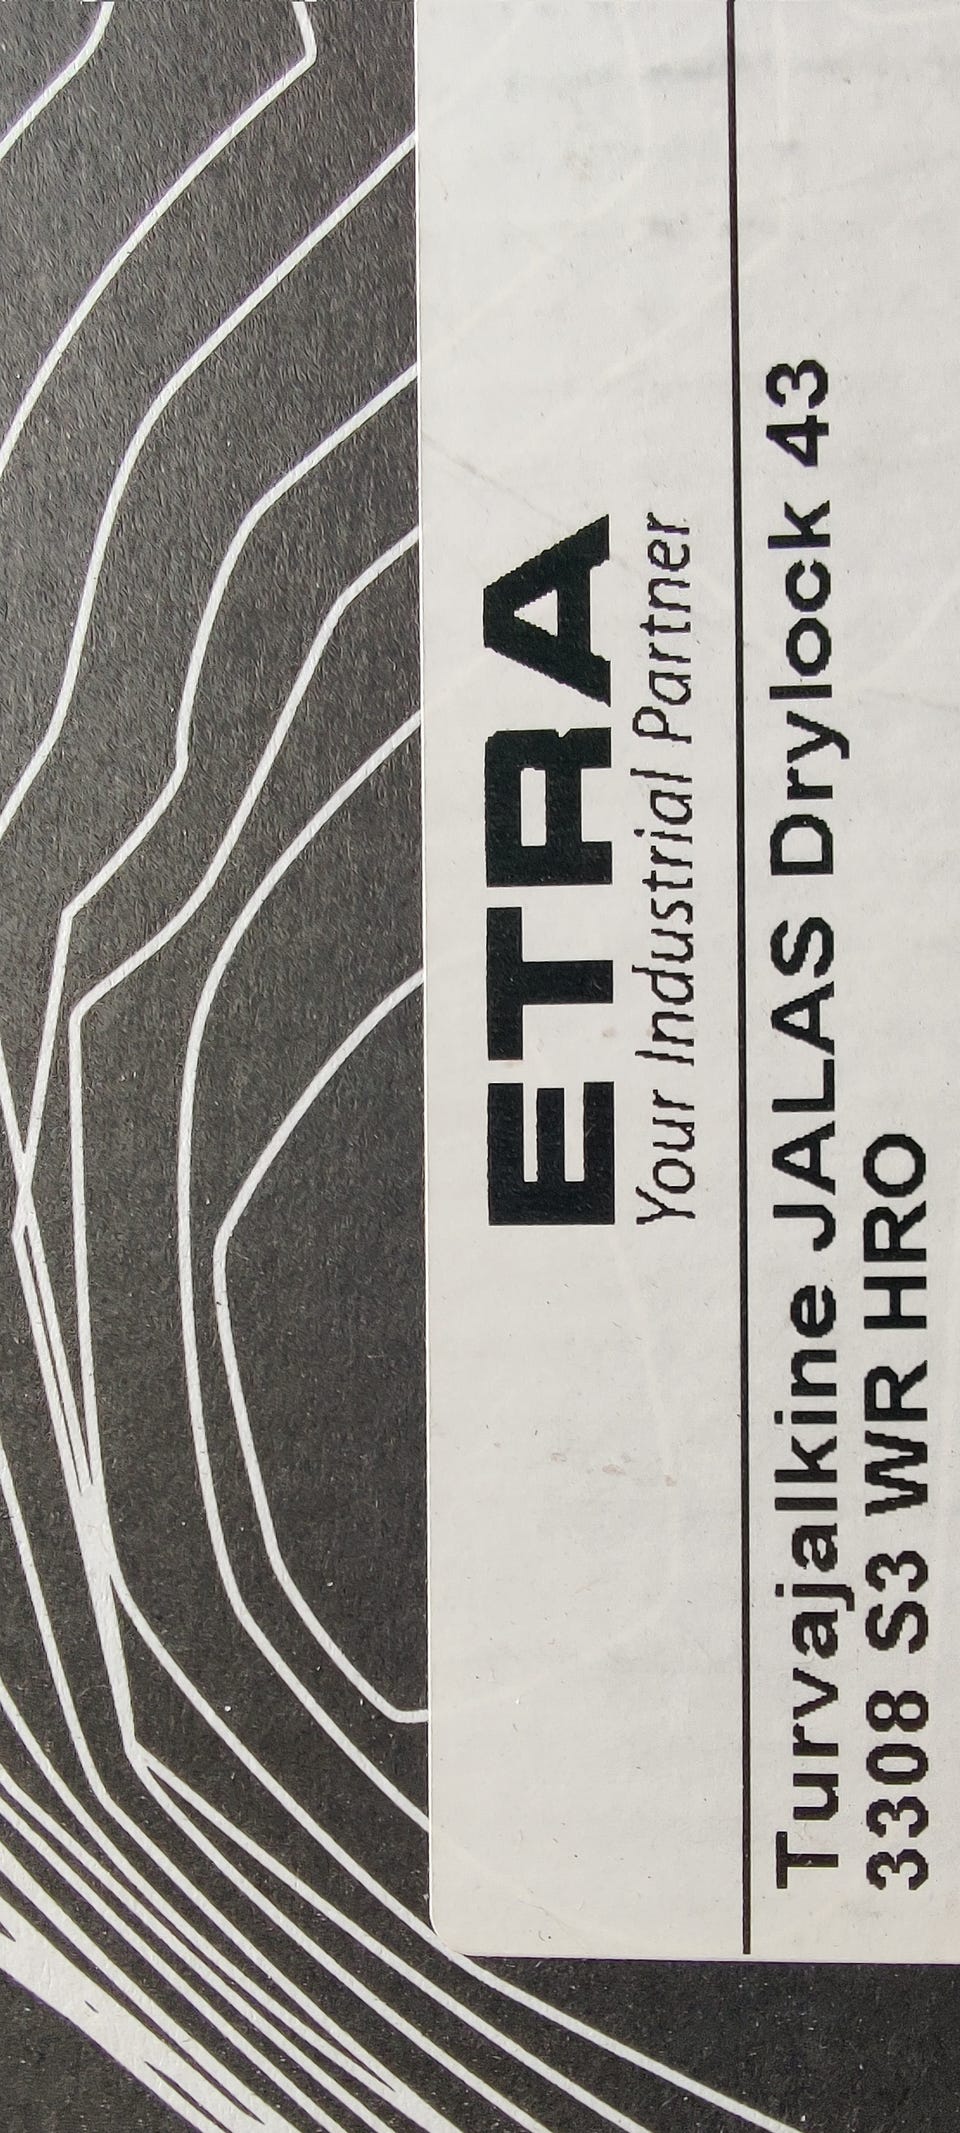 ETRA
Your Industrial Partner
Turvajalkine JALAS Drylock 43
3308 S3 WR HRO